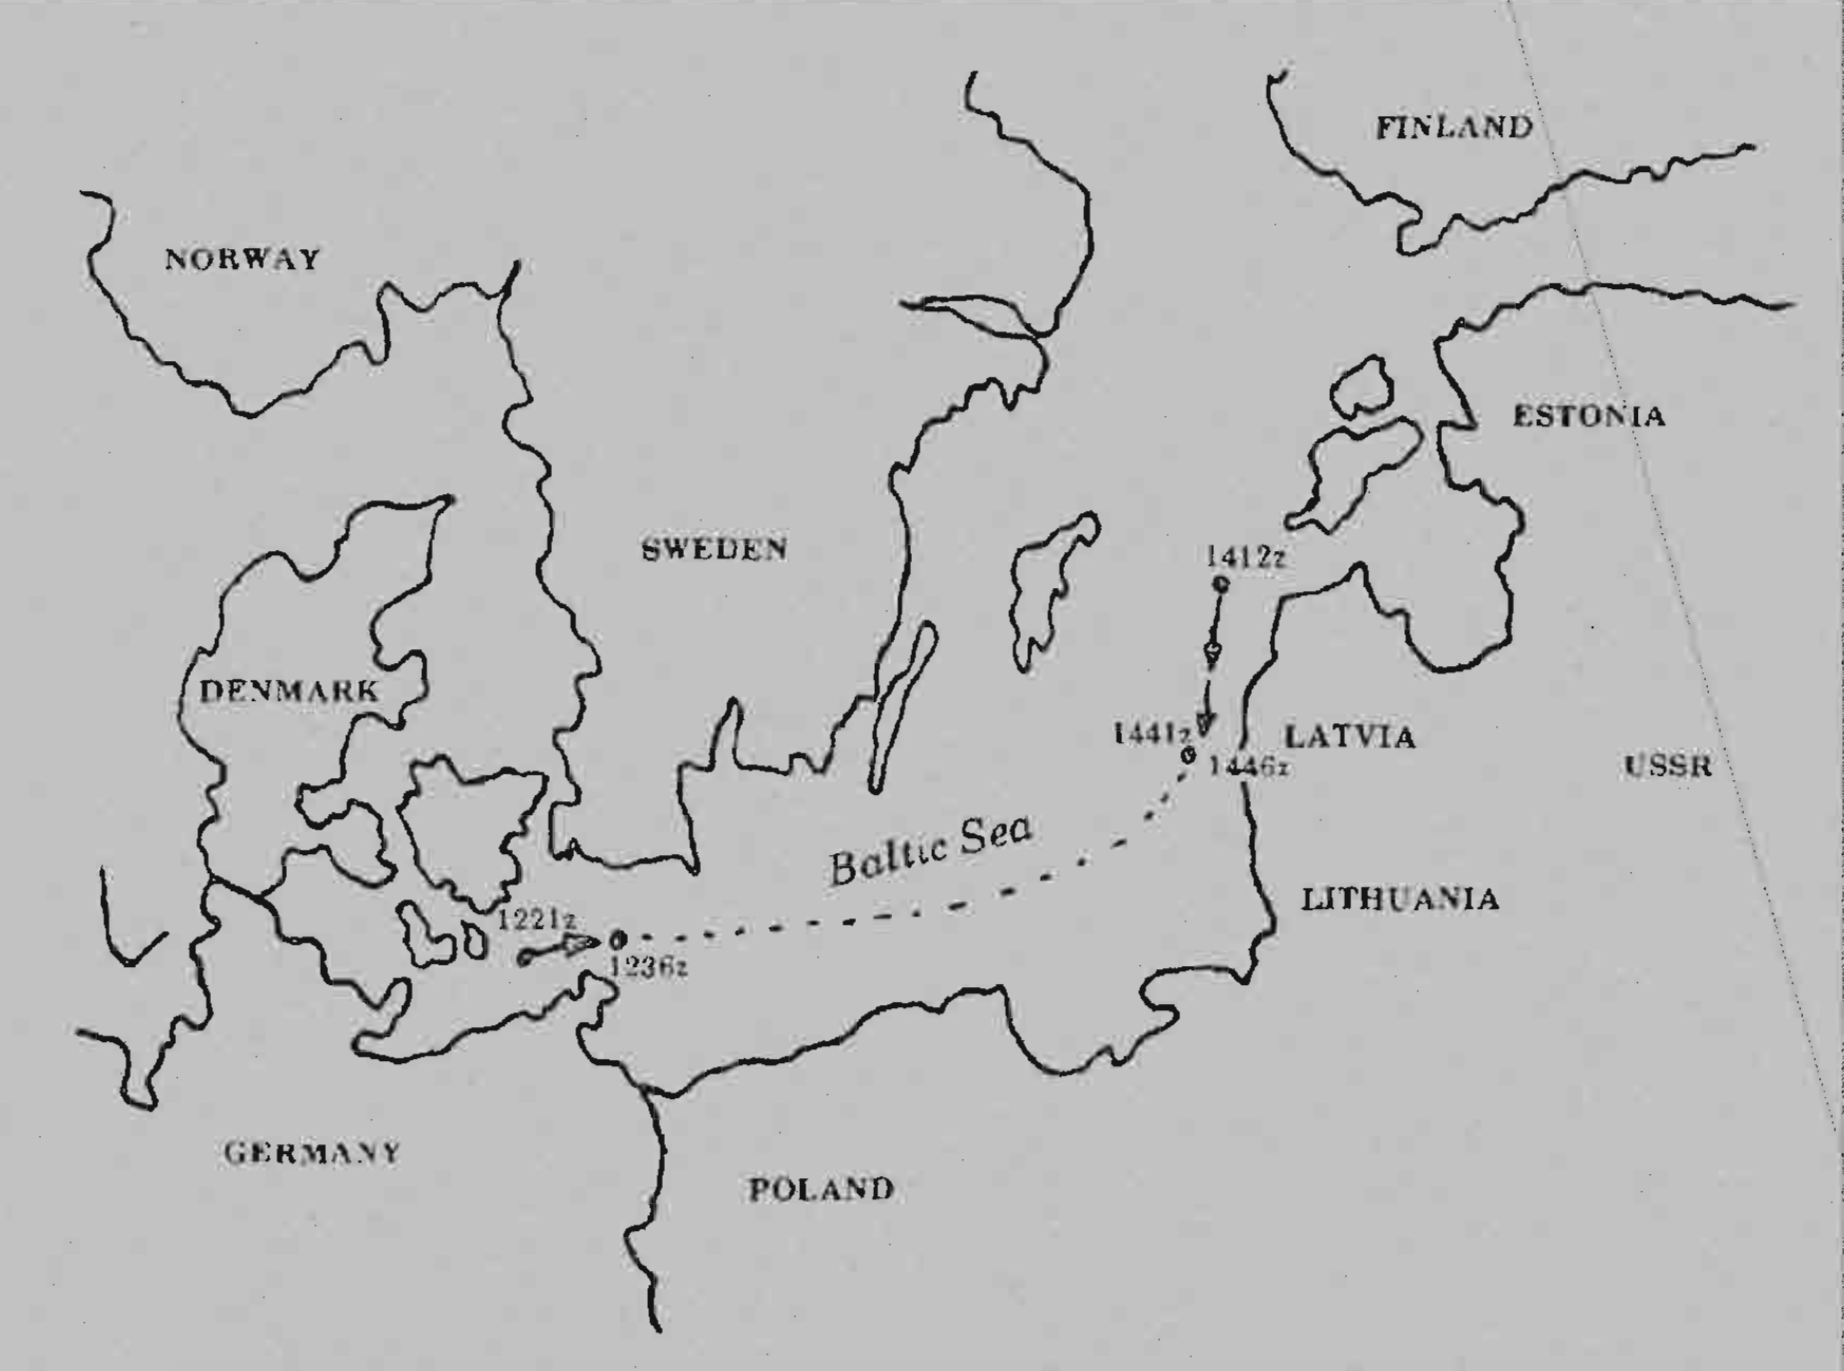 FINLAND
NORWAY
ESTONIA
SWEDEN
1412z
DENMARK
1441z
LATVIA
1446z
USSR
Baltic Sea
LITHUANIA
1221z
1236z
GERMANY
POLAND